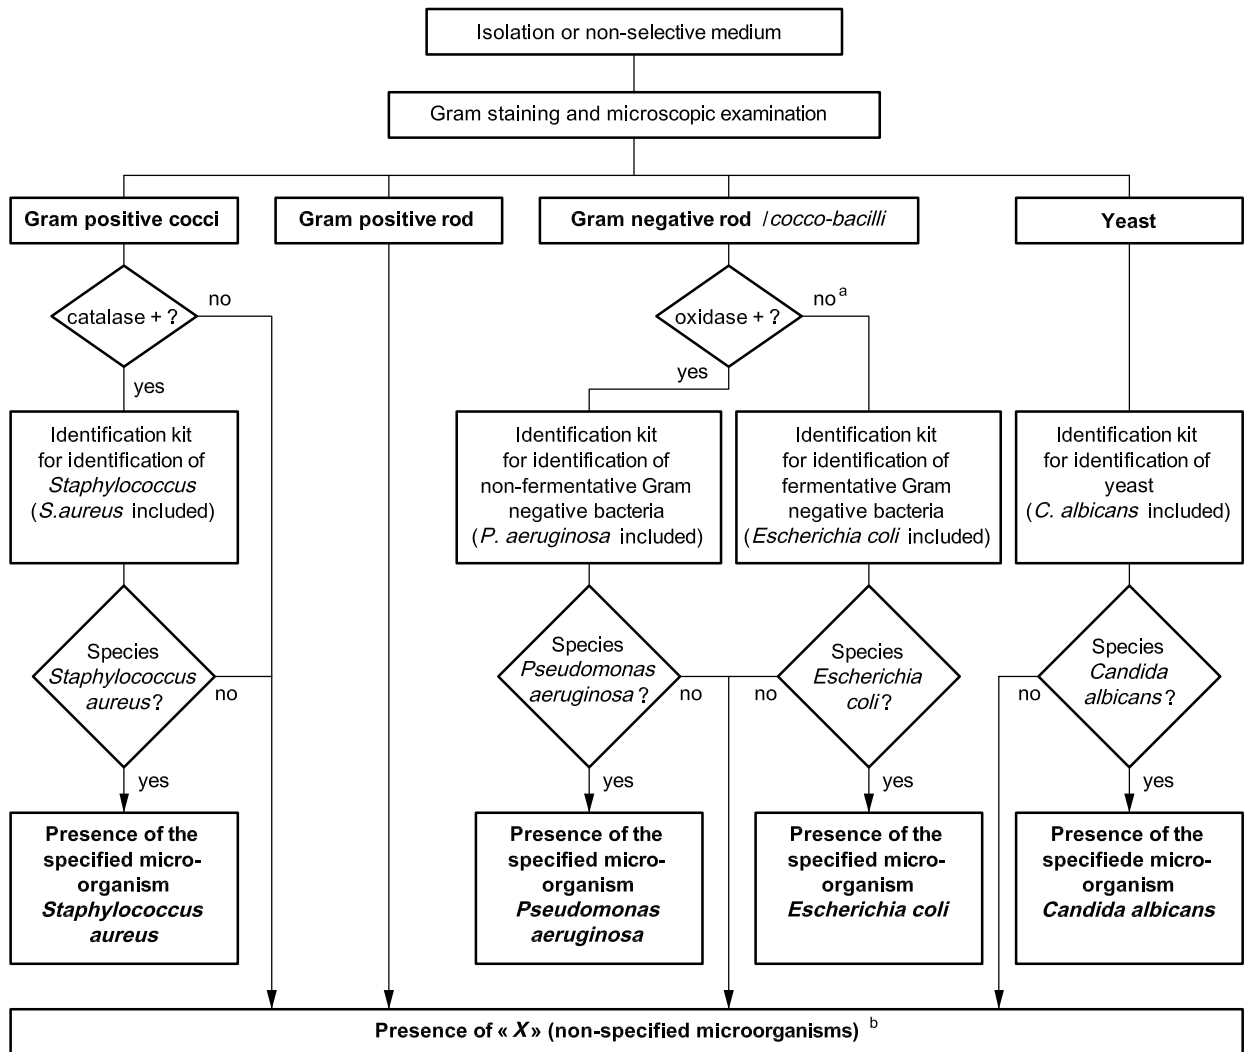 Isolation or non-selective medium
Gram staining and microscopic examination
Gram positive cocci
Gram positive rod
Gram negative rod /cocco-bacilli
Yeast
catalase + ?
no
yes
oxidase + ?
no a
yes
Identification kit
for identification of
Staphylococcus
(S.aureus included)
Identification kit
for identification of
non-fermentative Gram
negative bacteria
(P. aeruginosa included)
Identification kit
for identification of
fermentative Gram
negative bacteria
(Escherichia coli included)
Identification kit
for identification of
yeast
(C. albicans included)
Species
Staphylococcus
aureus?
no
yes
Species
Pseudomonas
aeruginosa?
no
yes
Species
Escherichia
coli?
no
yes
Species
Candida
albicans?
no
yes
Presence of the
specified micro-
organism
Staphylococcus
aureus
Presence of the
specified micro-
organism
Pseudomonas
aeruginosa
Presence of the
specified micro-
organism
Escherichia coli
Presence of the
specifiede micro-
organism
Candida albicans
Presence of « X » (non-specified microorganisms) b